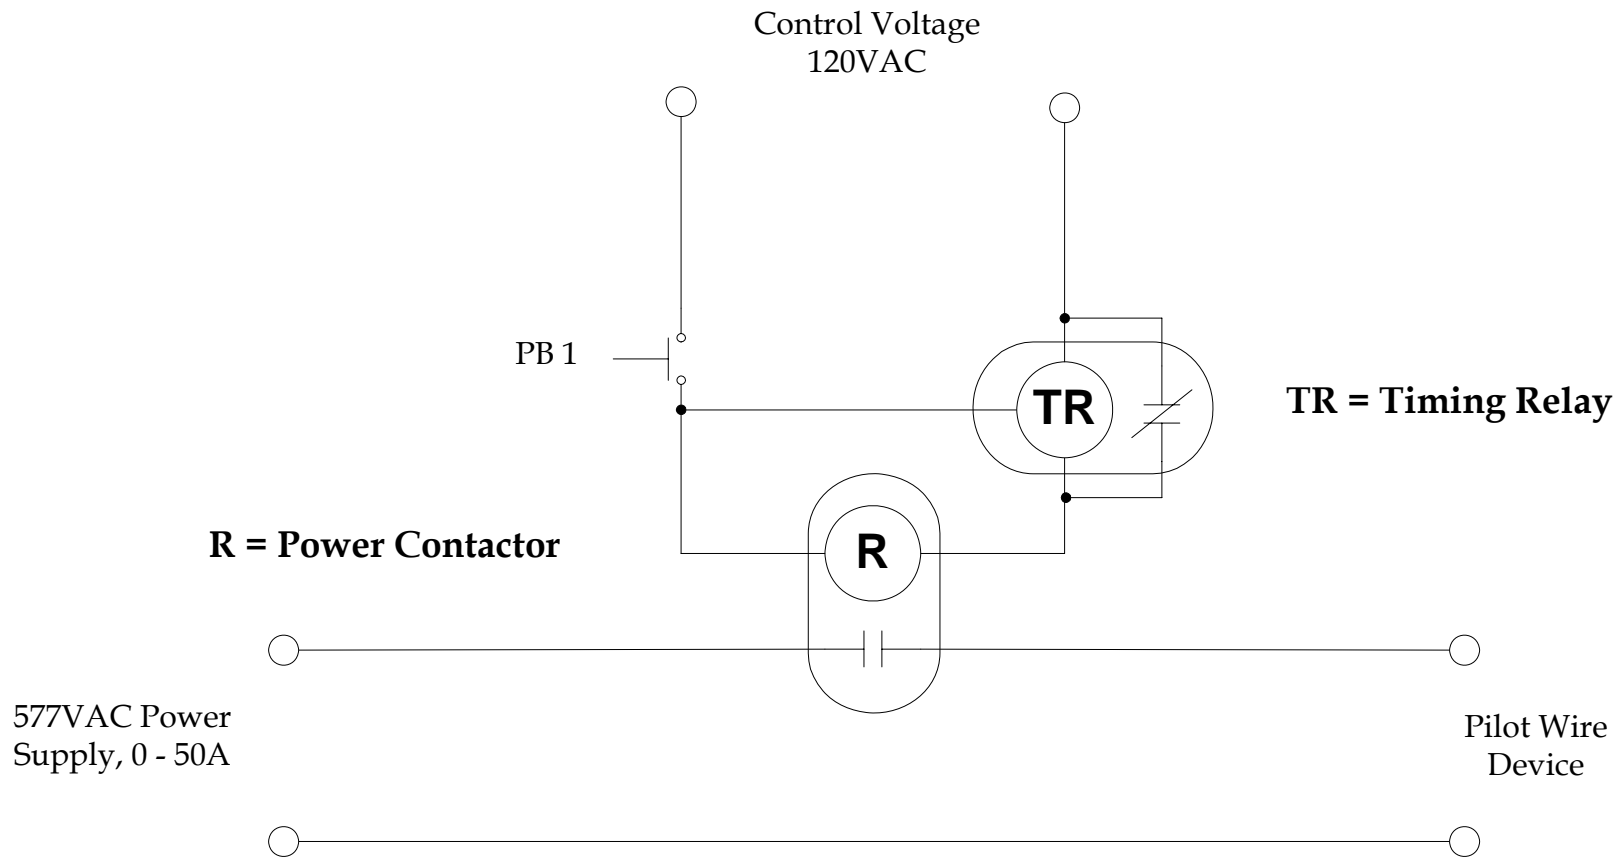 Control Voltage
120VAC
PB 1
TR
TR = Timing Relay
R = Power Contactor
R
577VAC Power
Supply, 0 - 50A
Pilot Wire
Device